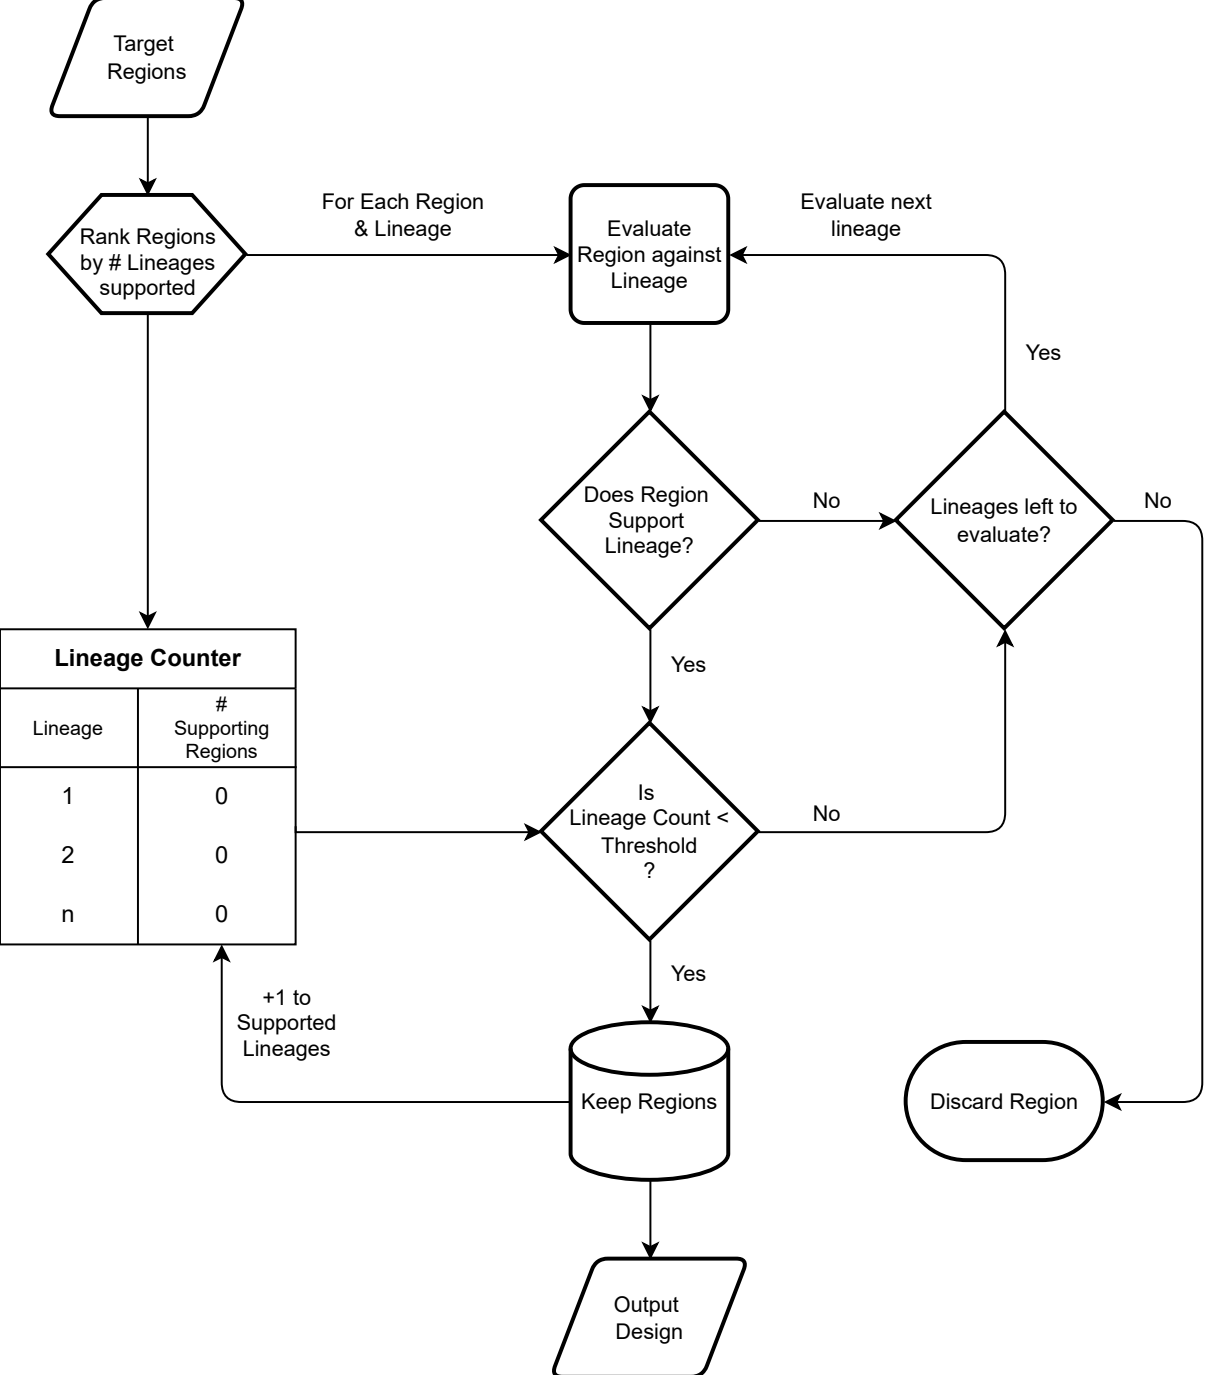 Target
Regions
Rank Regions
by # Lineages
supported
For Each Region
& Lineage
Evaluate
Region against
Lineage
Evaluate next
lineage
Yes
Does Region
Support
Lineage?
No
Lineages left to
evaluate?
No
Yes
Lineage Counter
Lineage
#
Supporting
Regions
1
0
2
0
n
0
Is
Lineage Count <
Threshold
?
No
Yes
+1 to
Supported
Lineages
Keep Regions
Discard Region
Output
Design